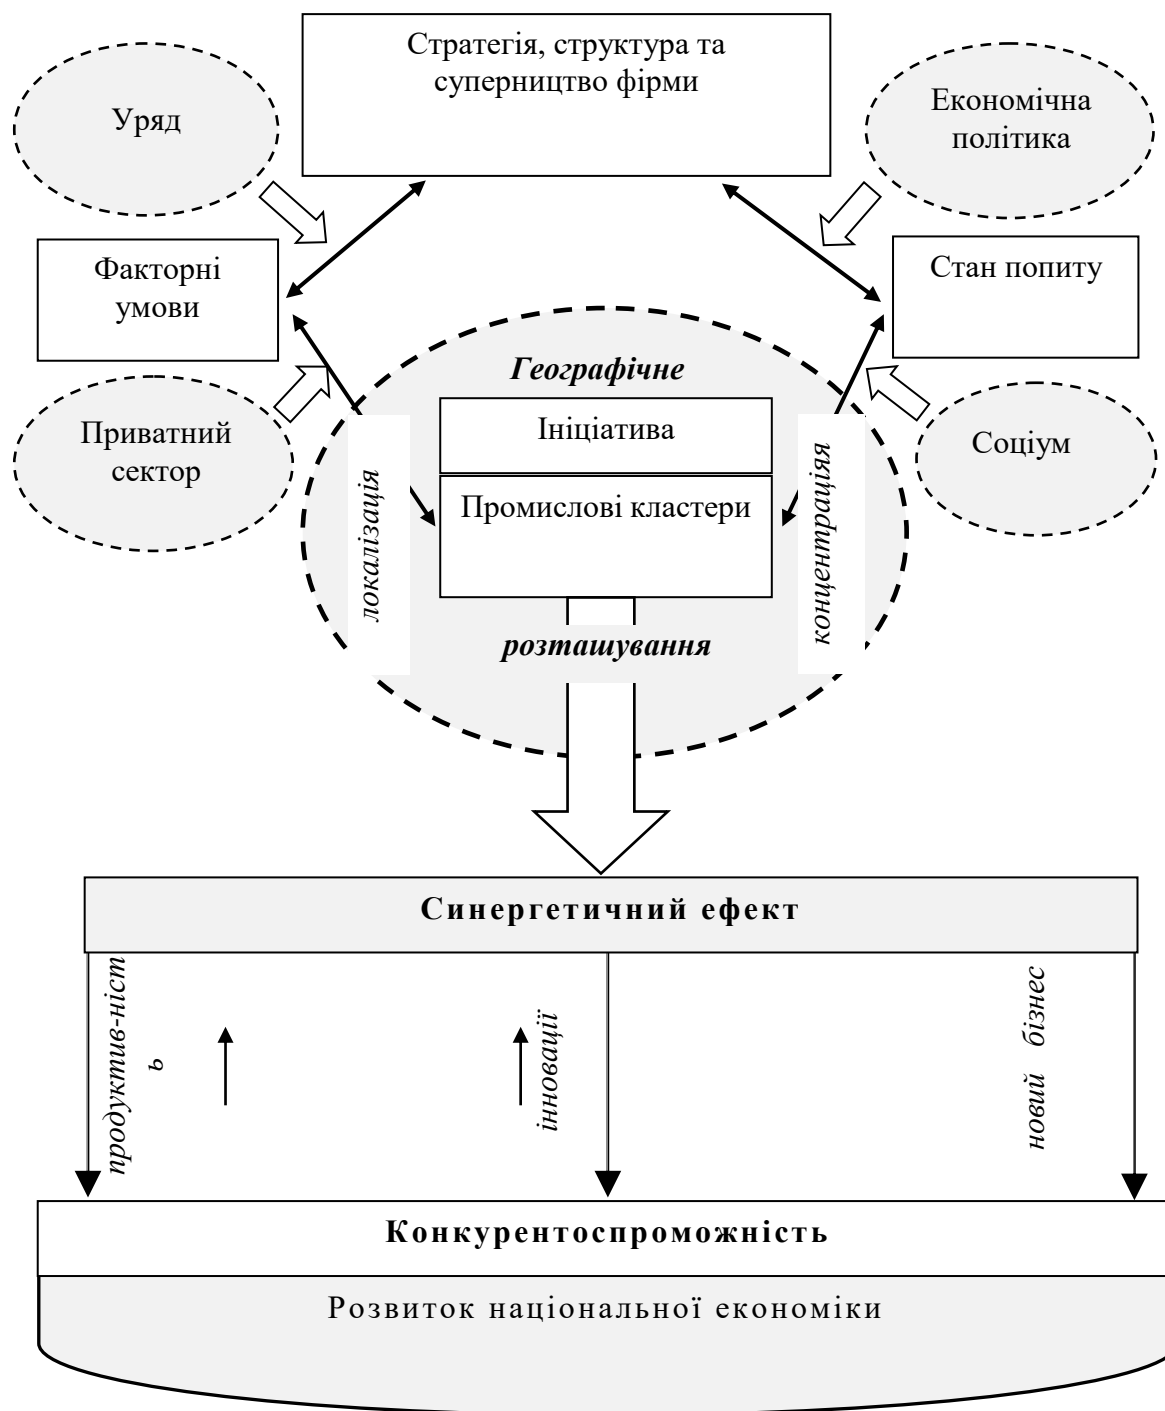 Стратегія, структура та
суперництво фірми
Уряд
Економічна
політика
Факторні
умови
Стан попиту
Географічне
Ініціатива
Приватний
сектор
Соціум
Промислові кластери
локалізація
концентраціяя
розташування
Синергетичний ефект
продуктив-ніст
ь
інновації
новий бізнес
Конкурентоспроможність
Розвиток національної економіки